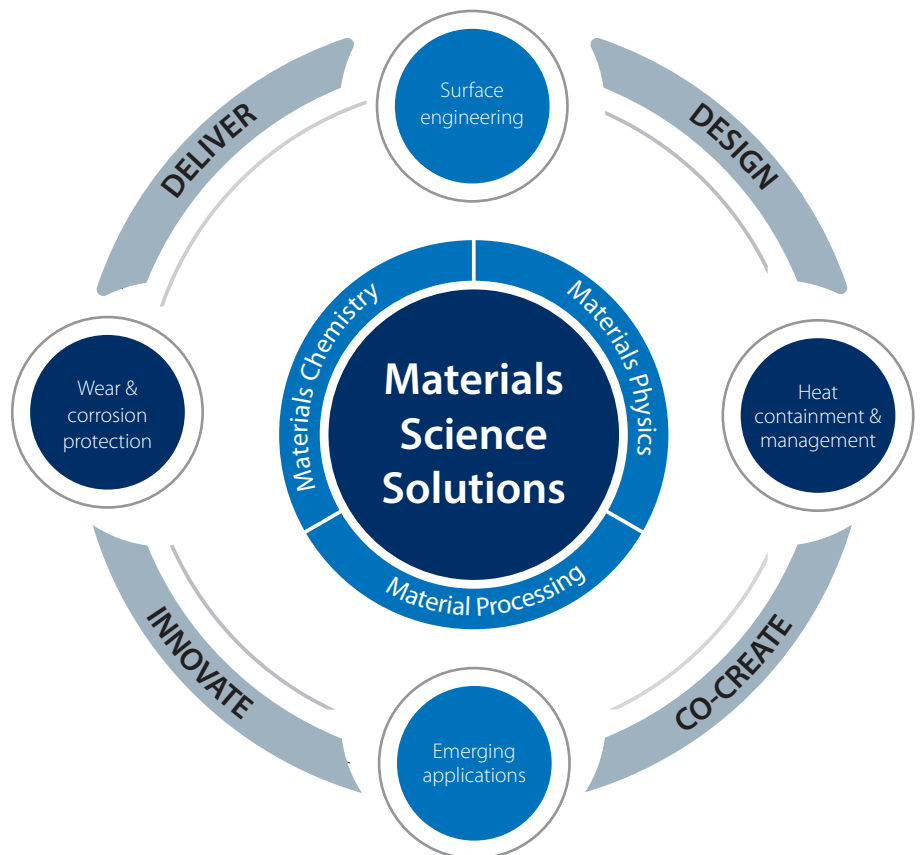 Surface
engineering
DELIVER
DESIGN
Materials Chemistry
Materials Physics
Materials
Science
Solutions
Wear &
corrosion
protection
Heat
containment &
management
Material Processing
INNOVATE
CO-CREATE
Emerging
applications